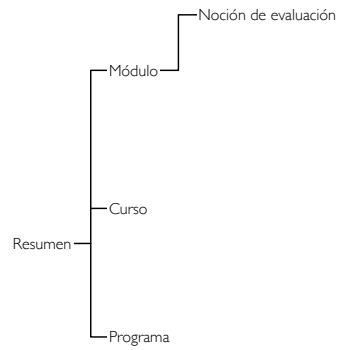 Noción de evaluación
Módulo
Curso
Resumen
Programa